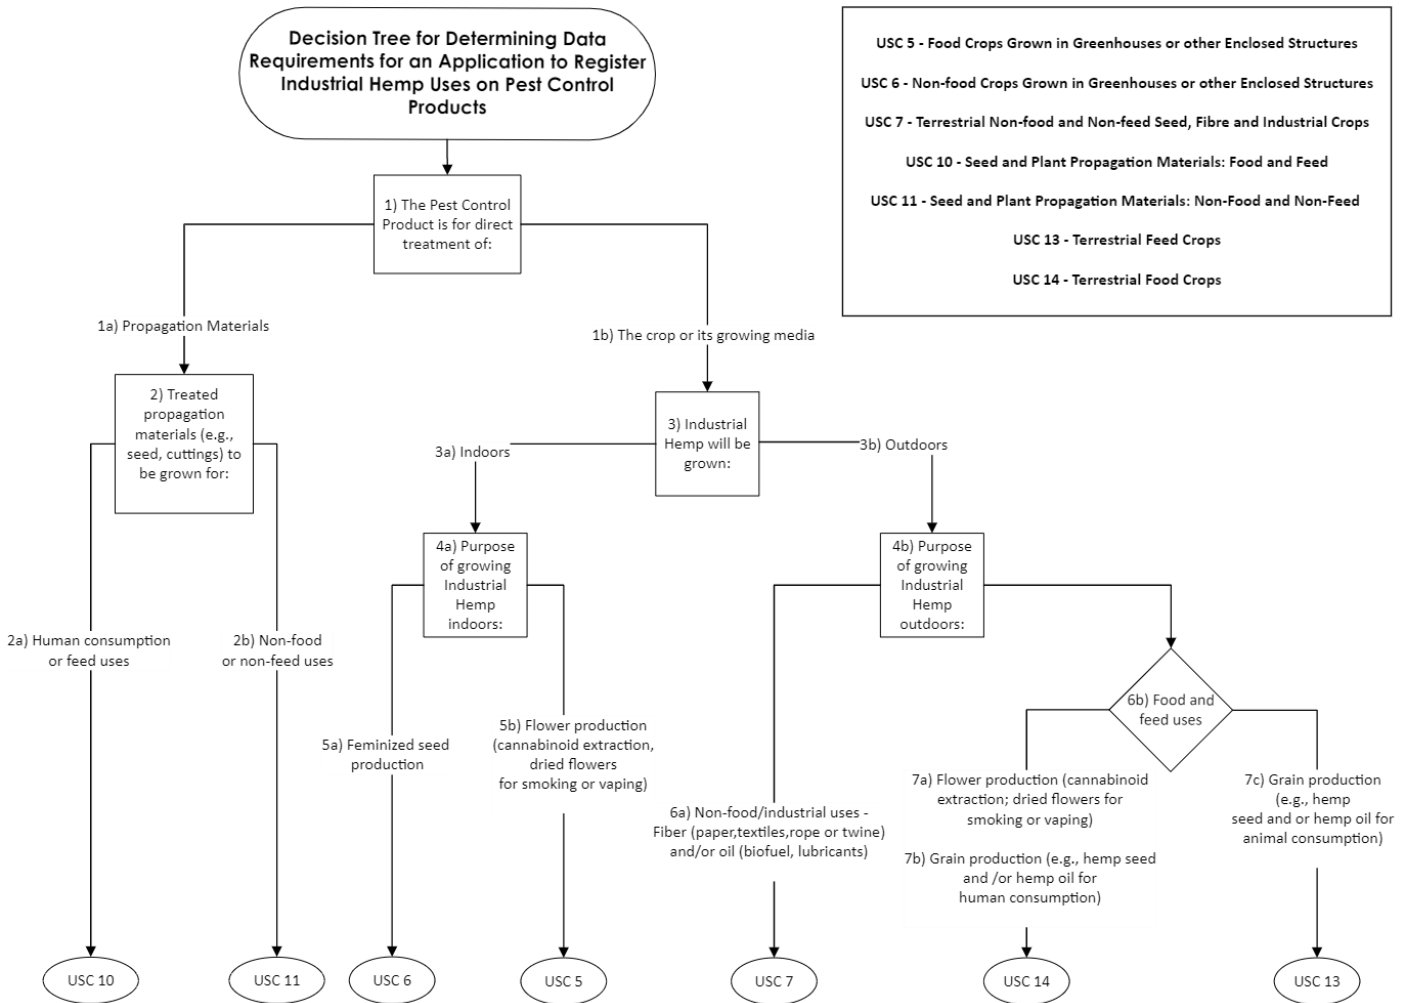 Decision Tree for Determining Data
Requirements for an Application to Register
Industrial Hemp Uses on Pest Control
Products
USC 5 - Food Crops Grown in Greenhouses or other Enclosed Structures
USC 6 - Non-food Crops Grown in Greenhouses or other Enclosed Structures
USC 7 - Terrestrial Non-food and Non-feed Seed, Fibre and Industrial Crops
USC 10 - Seed and Plant Propagation Materials: Food and Feed
USC 11 - Seed and Plant Propagation Materials: Non-Food and Non-Feed
USC 13 - Terrestrial Feed Crops
USC 14 - Terrestrial Food Crops
1) The Pest Control
Product is for direct
treatment of:
1a) Propagation Materials
1b) The crop or its growing media
2) Treated
propagation
materials (e.g.,
seed, cuttings) to
be grown for:
3) Industrial
Hemp will be
grown:
3a) Indoors
3b) Outdoors
4a) Purpose
of growing
Industrial
Hemp
indoors:
4b) Purpose
of growing
Industrial
Hemp
outdoors:
2a) Human consumption
or feed uses
2b) Non-food
or non-feed uses
5a) Feminized seed
production
5b) Flower production
(cannabinoid extraction,
dried flowers
for smoking or vaping)
6a) Non-food/industrial uses -
Fiber (paper,textiles,rope or twine)
and/or oil (biofuel, lubricants)
6b) Food and
feed uses
7a) Flower production (cannabinoid
extraction; dried flowers for
smoking or vaping)
7b) Grain production (e.g., hemp seed
and /or hemp oil for
human consumption)
7c) Grain production
(e.g., hemp
seed and or hemp oil for
animal consumption)
USC 10
USC 11
USC 6
USC 5
USC 7
USC 14
USC 13